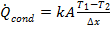 Q̇_cond = kA (T₁−T₂)/Δx